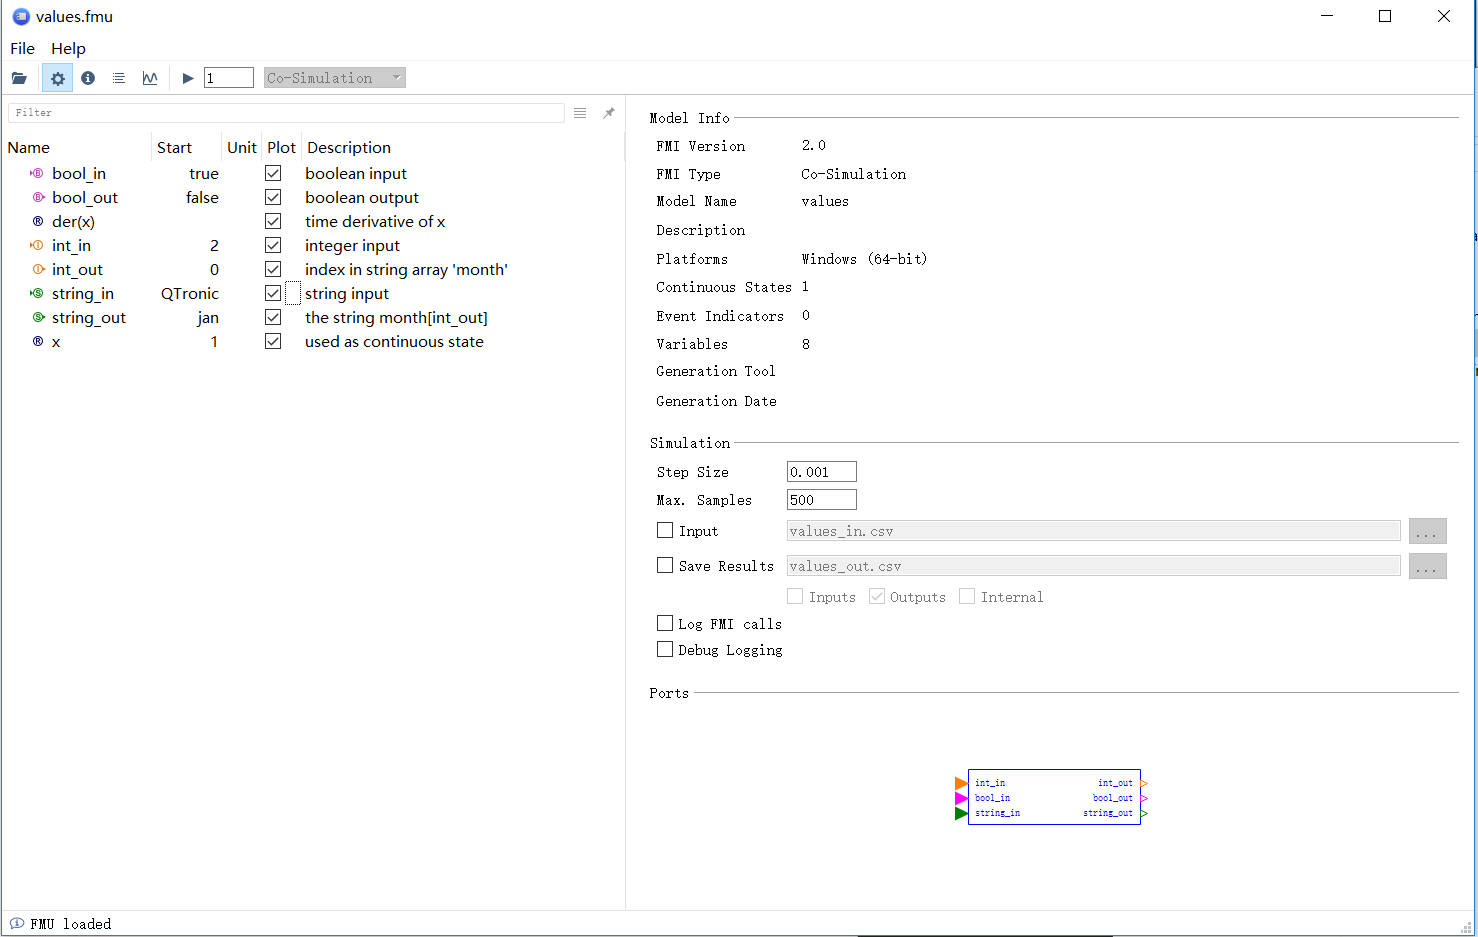 values.fmu
File Help
1 Co-Simulation
Filter
Name Start Unit Plot Description
bool_in true boolean input
bool_out false boolean output
der(x) time derivative of x
int_in 2 integer input
int_out 0 index in string array 'month'
string_in QTronic string input
string_out jan the string month[int_out]
x 1 used as continuous state
Model Info
FMI Version 2.0
FMI Type Co-Simulation
Model Name values
Description
Platforms Windows (64-bit)
Continuous States 1
Event Indicators 0
Variables 8
Generation Tool
Generation Date
Simulation
Step Size 0.001
Max. Samples 500
Input values_in.csv ...
Save Results values_out.csv ...
Inputs Outputs Internal
Log FMI calls
Debug Logging
Ports
int_in int_out
bool_in bool_out
string_in string_out
FMU loaded